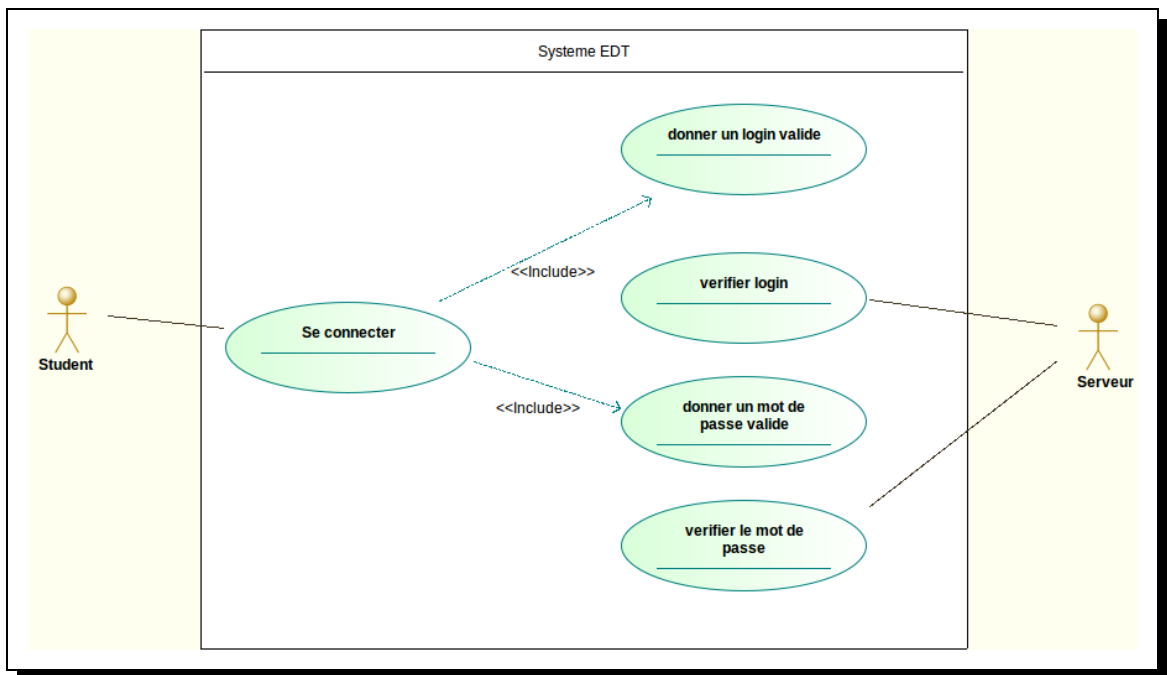 Systeme EDT
donner un login valide
<<Include>>
verifier login
Se connecter
Student
Serveur
<<Include>>
donner un mot de
passe valide
verifier le mot de
passe